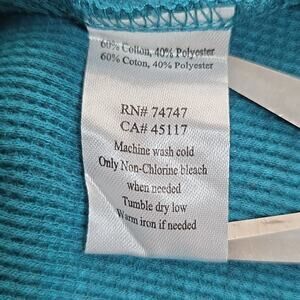 60% Cotton, 40% Polyester
60% Coton, 40% Polyester
RN# 74747
CA# 45117
Machine wash cold
Only Non-Chlorine bleach
when needed
Tumble dry low
Warm iron if needed